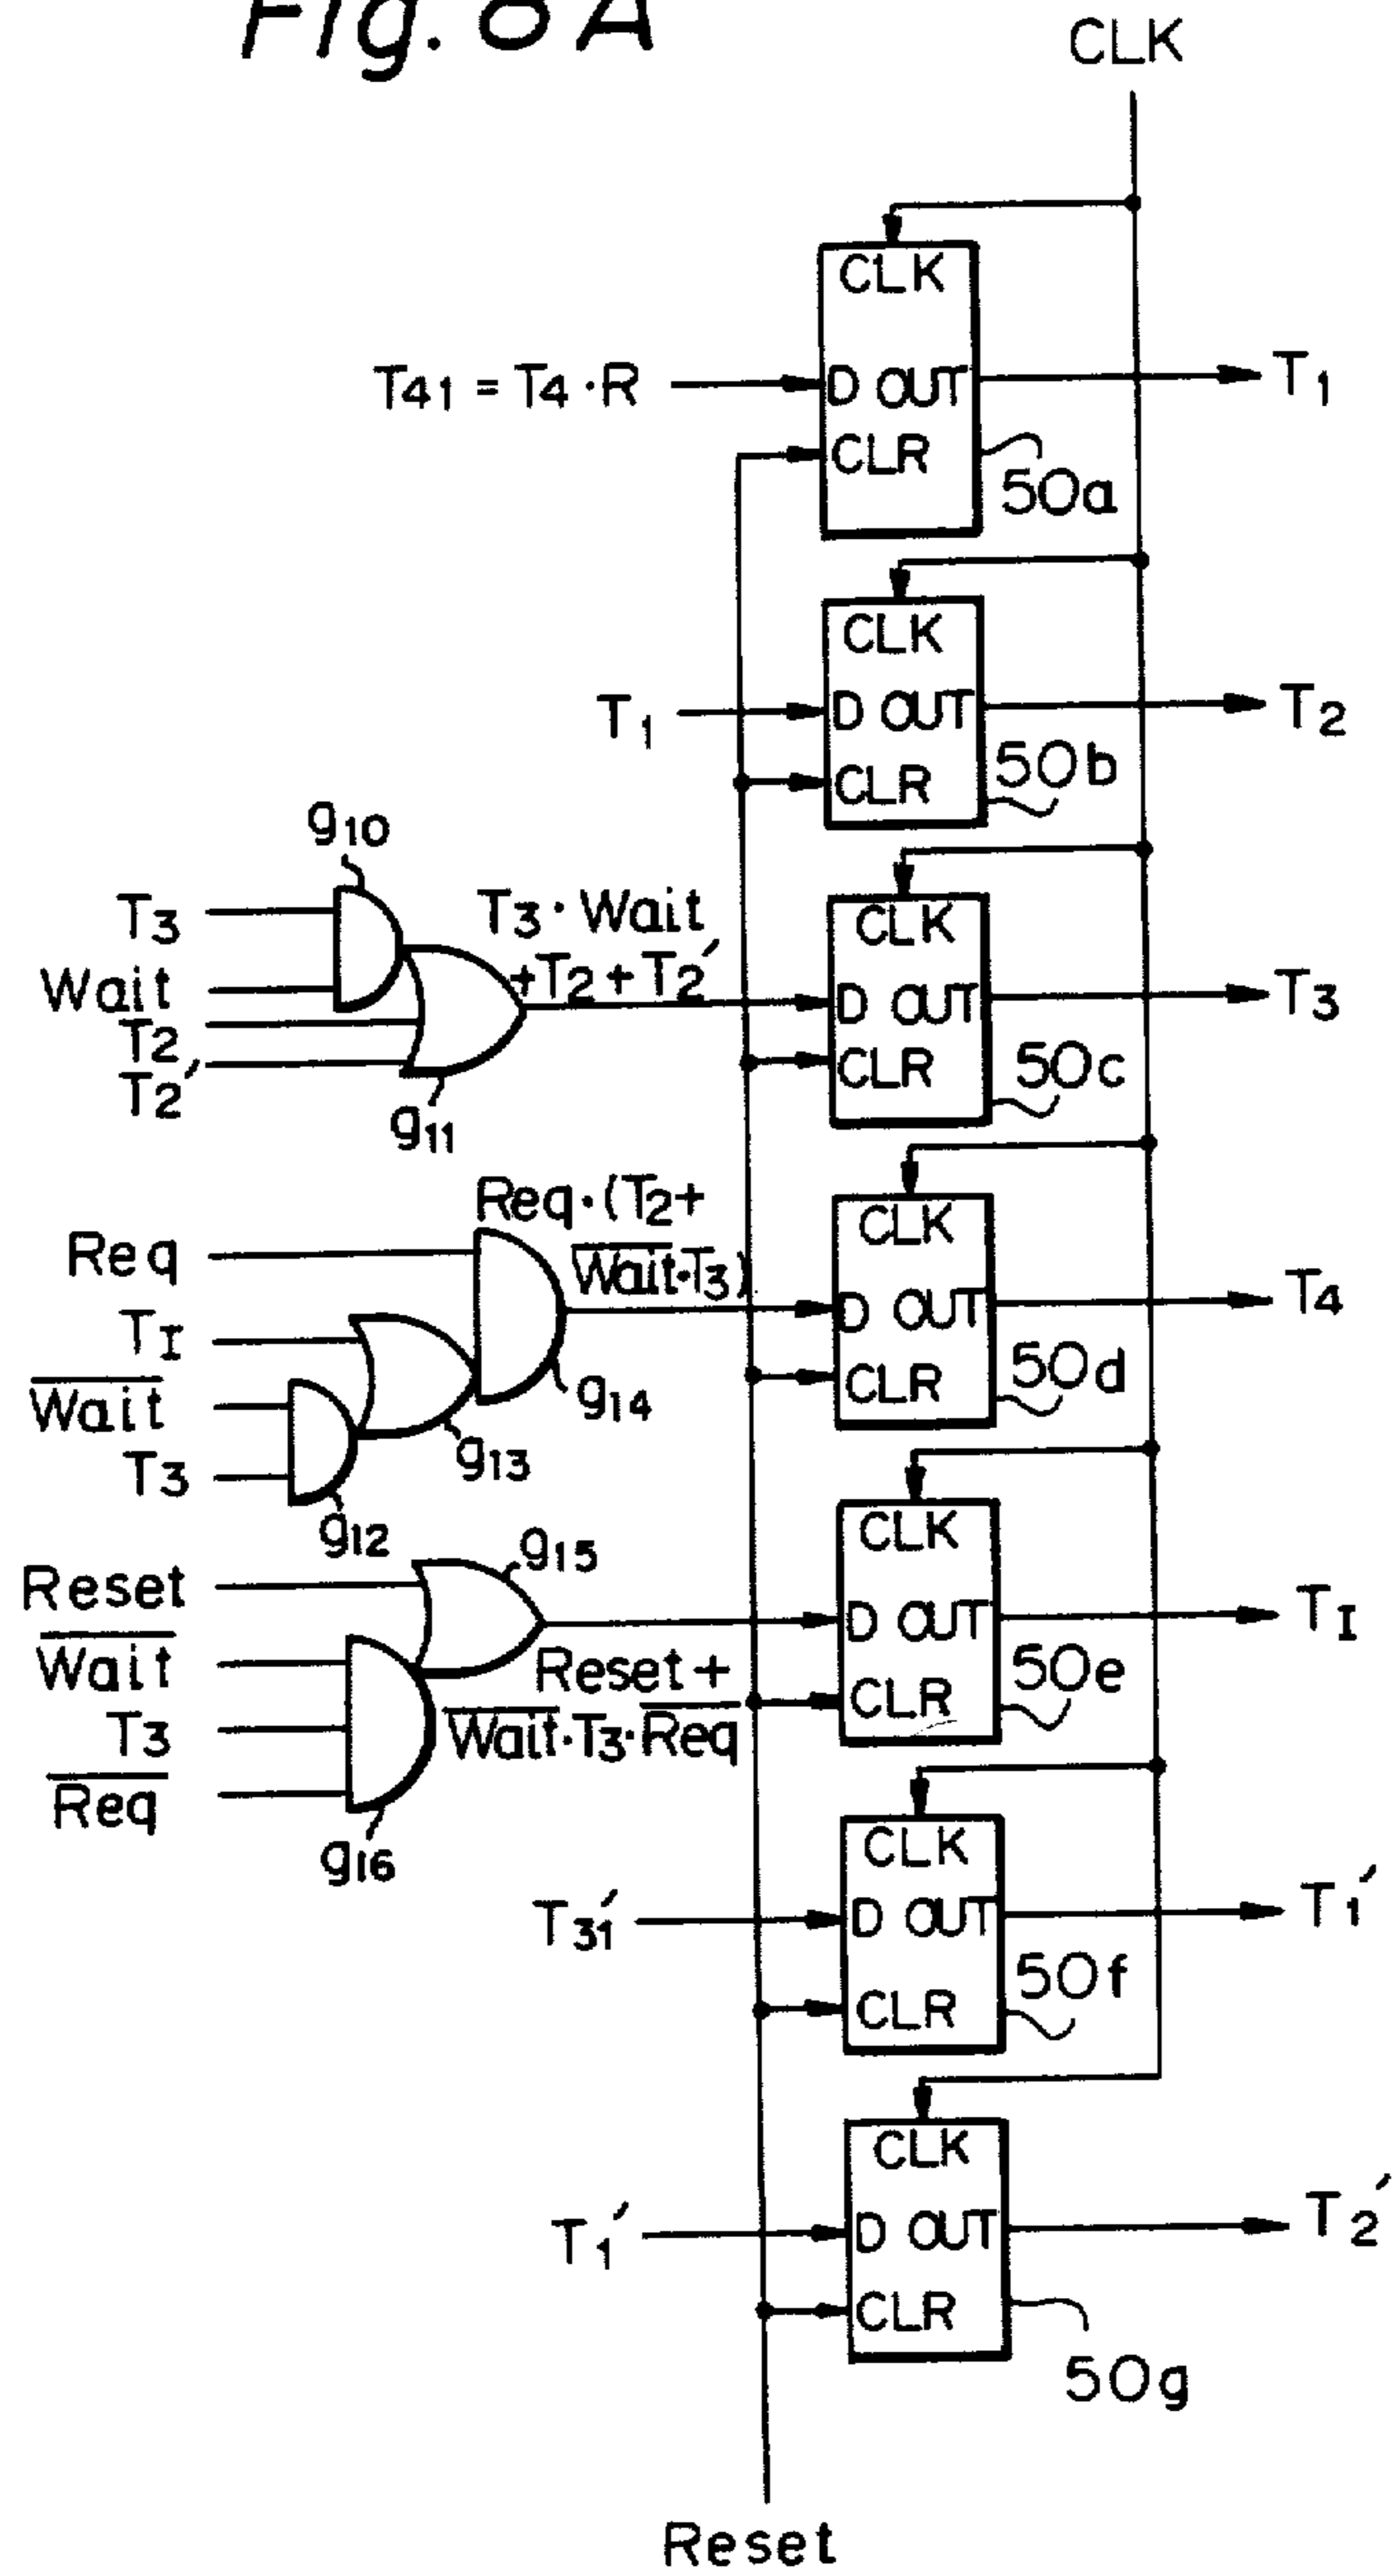 Fig. 8A
CLK
CLK
T41 = T4·R
D OUT
T1
CLR
50a
CLK
T1
D OUT
T2
CLR
50b
g10
T3
Wait
T2
T2'
g11
T3·Wait
+T2+T2'
CLK
D OUT
T3
CLR
50c
Req
TI
Wait
T3
g12
g13
g14
Req·(T2+
Wait·T3)
CLK
D OUT
T4
CLR
50d
Reset
Wait
T3
Req
g15
g16
Reset+
Wait·T3·Req
CLK
D OUT
TI
CLR
50e
CLK
T31'
D OUT
T1'
CLR
50f
CLK
T1'
D OUT
T2'
CLR
50g
Reset